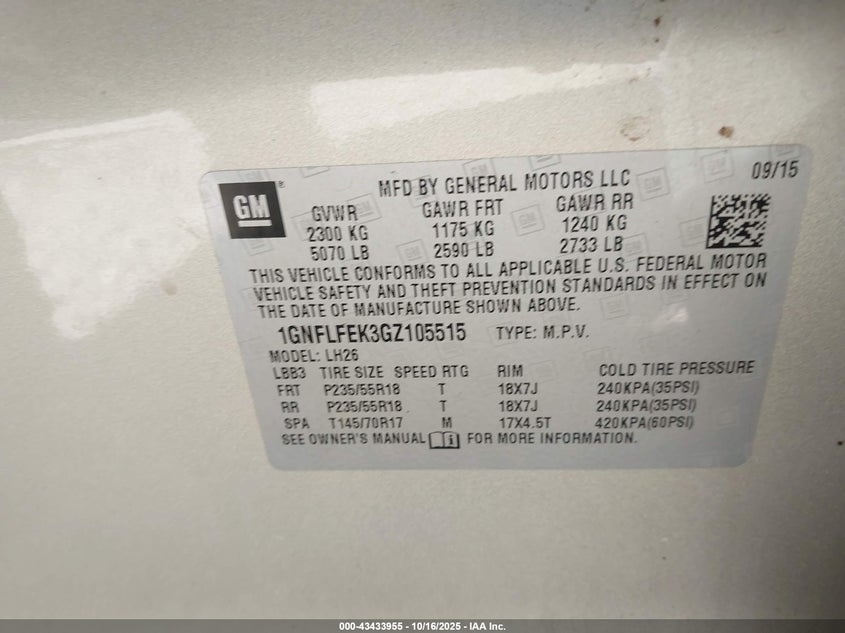 GM®
MFD BY GENERAL MOTORS LLC
09/15
GVWR GAWR FRT GAWR RR
2300 KG 1175 KG 1240 KG
5070 LB 2590 LB 2733 LB
THIS VEHICLE CONFORMS TO ALL APPLICABLE U.S. FEDERAL MOTOR
VEHICLE SAFETY AND THEFT PREVENTION STANDARDS IN EFFECT ON
THE DATE OF MANUFACTURE SHOWN ABOVE.
1GNFLFEK3GZ105515 TYPE: M.P.V.
MODEL: LH26
LBB3 TIRE SIZE SPEED RTG RIM COLD TIRE PRESSURE
FRT P235/55R18 T 18X7J 240KPA(35PSI)
RR P235/55R18 T 18X7J 240KPA(35PSI)
SPA T145/70R17 M 17X4.5T 420KPA(60PSI)
SEE OWNER'S MANUAL FOR MORE INFORMATION.
000-43433955 - 10/16/2025 - IAA Inc.